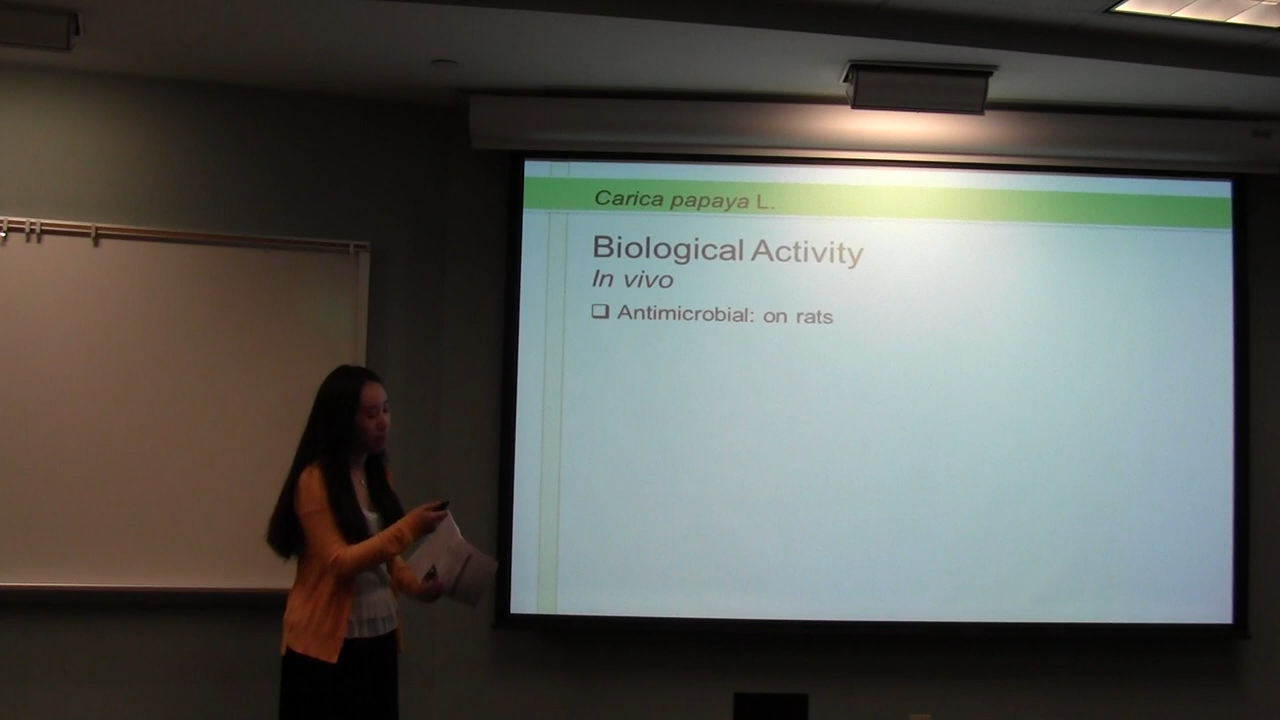 Carica papaya L.
Biological Activity
In vivo
❑ Antimicrobial: on rats